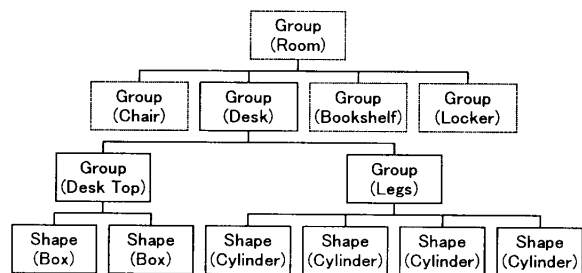 Group
(Room)
Group
(Chair)
Group
(Desk)
Group
(Bookshelf)
Group
(Locker)
Group
(Desk Top)
Group
(Legs)
Shape
(Box)
Shape
(Box)
Shape
(Cylinder)
Shape
(Cylinder)
Shape
(Cylinder)
Shape
(Cylinder)